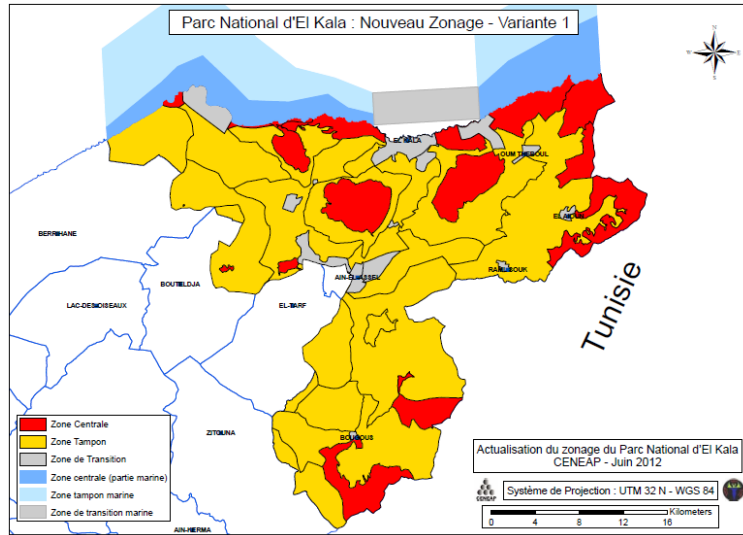 Parc National d'El Kala : Nouveau Zonage - Variante 1
EL KALA
OUM THEBOUL
EL AIOUN
BERRIHANE
RAML SOUK
BOUTELDJA
AIN-EL-ASSEL
LAC-DES-OISEAUX
EL-TARF
Tunisie
ZITOUNA
BOUGOUS
AIN-KERMA
Zone Centrale
Zone Tampon
Zone de Transition
Zone centrale (partie marine)
Zone tampon marine
Zone de transition marine
Actualisation du zonage du Parc National d'El Kala
CENEAP - Juin 2012
CENEAP
Système de Projection : UTM 32 N - WGS 84
Kilometers
0 4 8 12 16